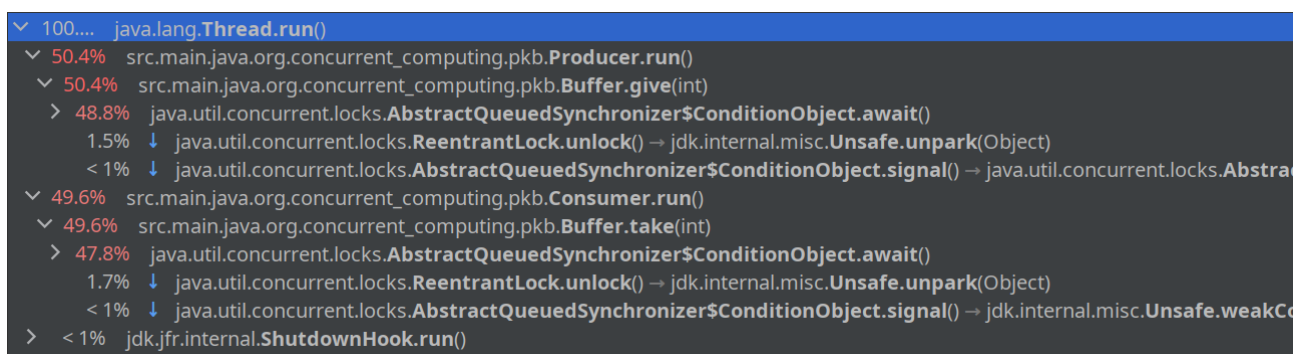 100.... java.lang.Thread.run()
50.4% src.main.java.org.concurrent_computing.pkb.Producer.run()
50.4% src.main.java.org.concurrent_computing.pkb.Buffer.give(int)
48.8% java.util.concurrent.locks.AbstractQueuedSynchronizer$ConditionObject.await()
1.5% ↓ java.util.concurrent.locks.ReentrantLock.unlock() → jdk.internal.misc.Unsafe.unpark(Object)
< 1% ↓ java.util.concurrent.locks.AbstractQueuedSynchronizer$ConditionObject.signal() → java.util.concurrent.locks.Abstra
49.6% src.main.java.org.concurrent_computing.pkb.Consumer.run()
49.6% src.main.java.org.concurrent_computing.pkb.Buffer.take(int)
47.8% java.util.concurrent.locks.AbstractQueuedSynchronizer$ConditionObject.await()
1.7% ↓ java.util.concurrent.locks.ReentrantLock.unlock() → jdk.internal.misc.Unsafe.unpark(Object)
< 1% ↓ java.util.concurrent.locks.AbstractQueuedSynchronizer$ConditionObject.signal() → jdk.internal.misc.Unsafe.weakCo
< 1% jdk.jfr.internal.ShutdownHook.run()